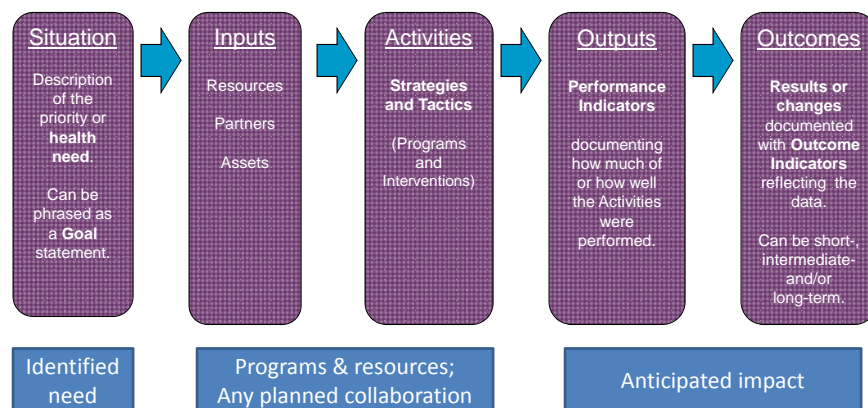 Situation
Description
of the
priority or
health
need.
Can be
phrased as
a Goal
statement.
Inputs
Resources
Partners
Assets
Activities
Strategies
and Tactics
(Programs
and
Interventions)
Outputs
Performance
Indicators
documenting
how much of
or how well
the Activities
were
performed.
Outcomes
Results or
changes
documented
with Outcome
Indicators
reflecting the
data.
Can be short-,
intermediate-
and/or
long-term.
Identified
need
Programs & resources;
Any planned collaboration
Anticipated impact